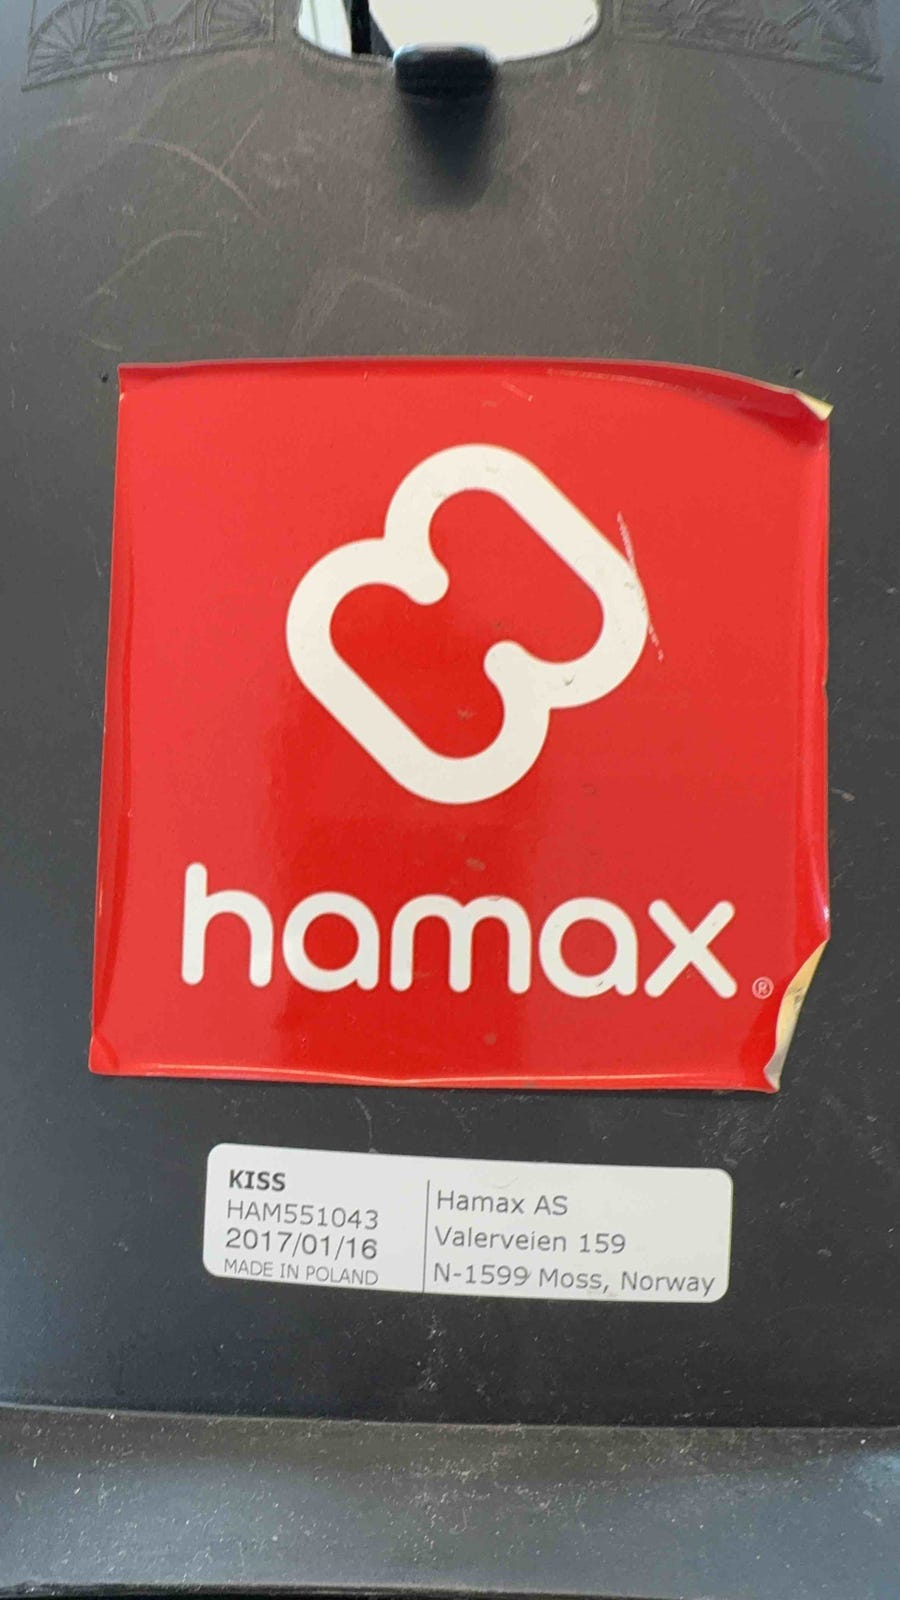 hamax®
KISS
HAM551043
2017/01/16
MADE IN POLAND
Hamax AS
Valerveien 159
N-1599 Moss, Norway